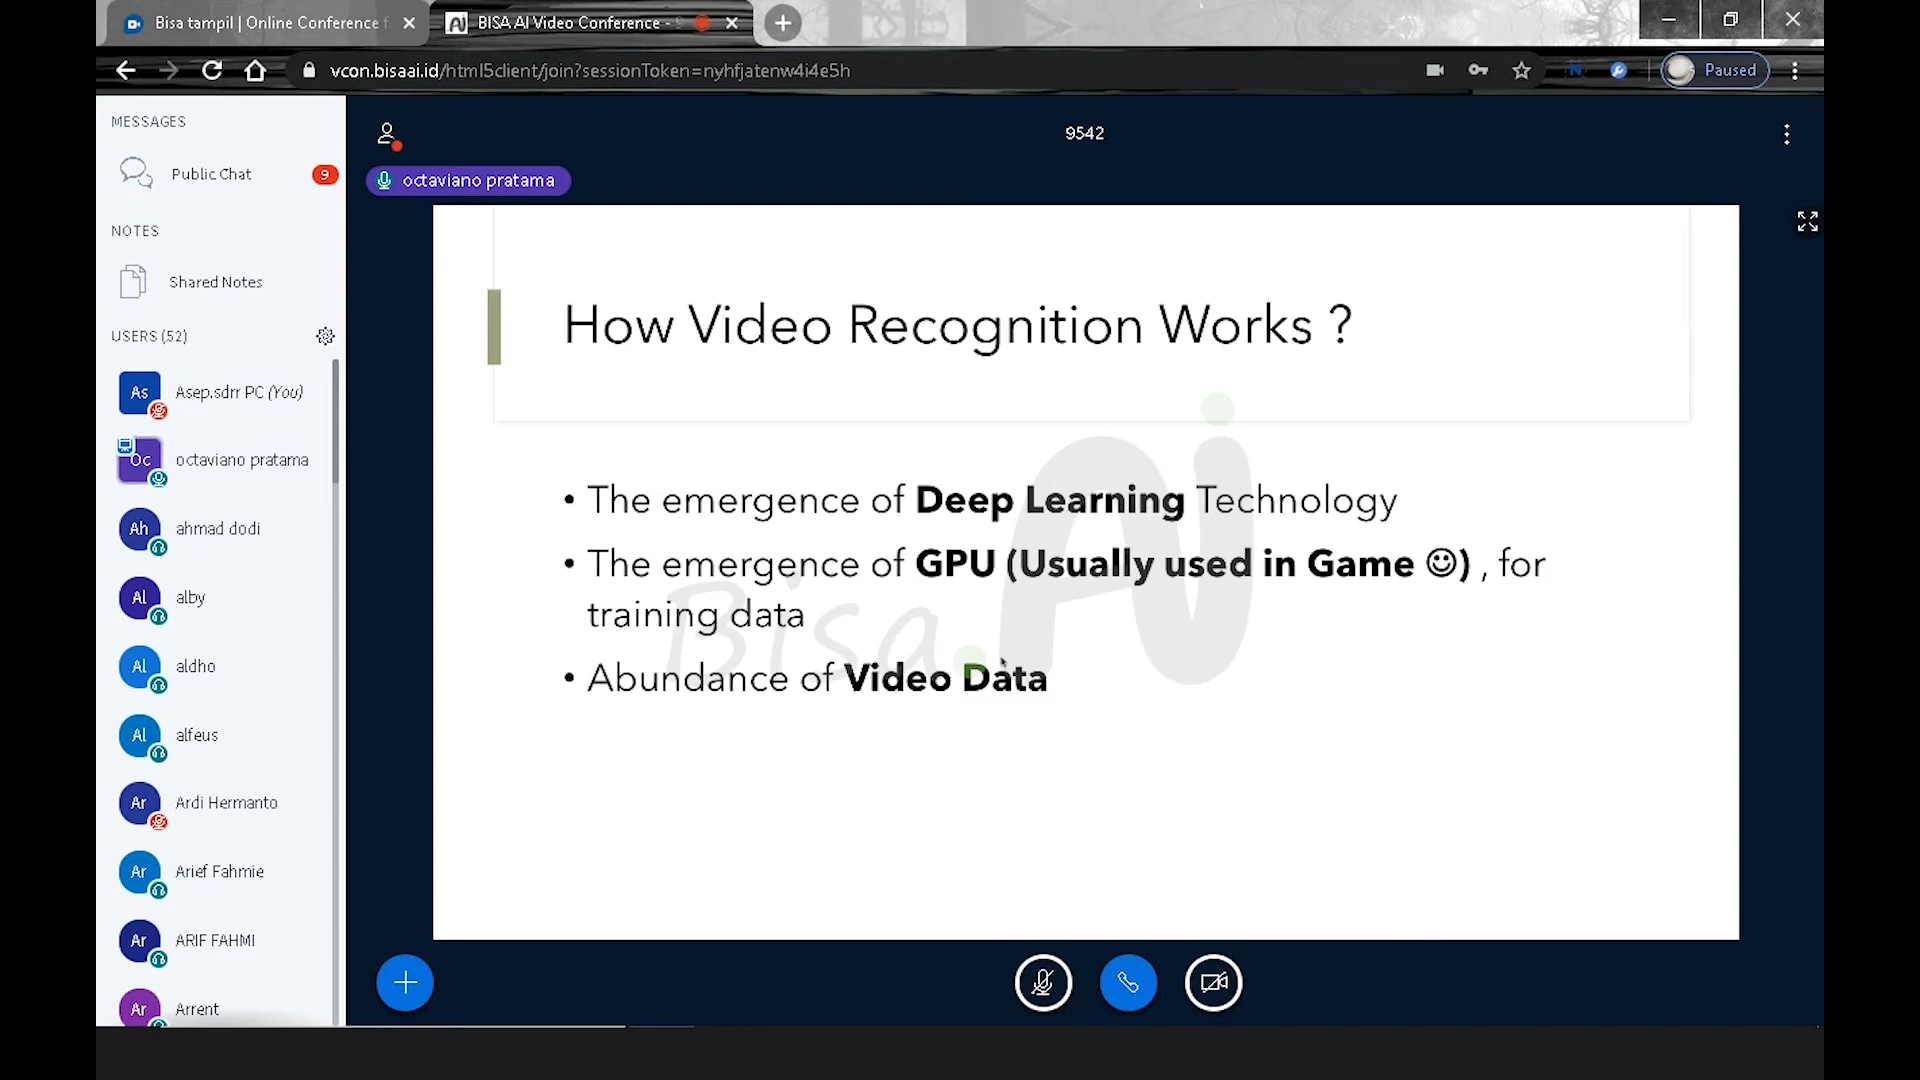 Bisa tampil | Online Conference f
BISA.AI Video Conference -
vcon.bisaai.id/html5client/join?sessionToken=nyhfjatenw4i4e5h
Paused
MESSAGES
Public Chat
9
NOTES
Shared Notes
USERS (52)
As
Asep.sdrr PC (You)
Oc
octaviano pratama
Ah
ahmad dodi
Al
alby
Al
aldho
Al
alfeus
Ar
Ardi Hermanto
Ar
Arief Fahmie
Ar
ARIF FAHMI
Ar
Arrent
9542
octaviano pratama
How Video Recognition Works ?
• The emergence of Deep Learning Technology
• The emergence of GPU (Usually used in Game ☺) , for
training data
• Abundance of Video Data
Bisa.Ai